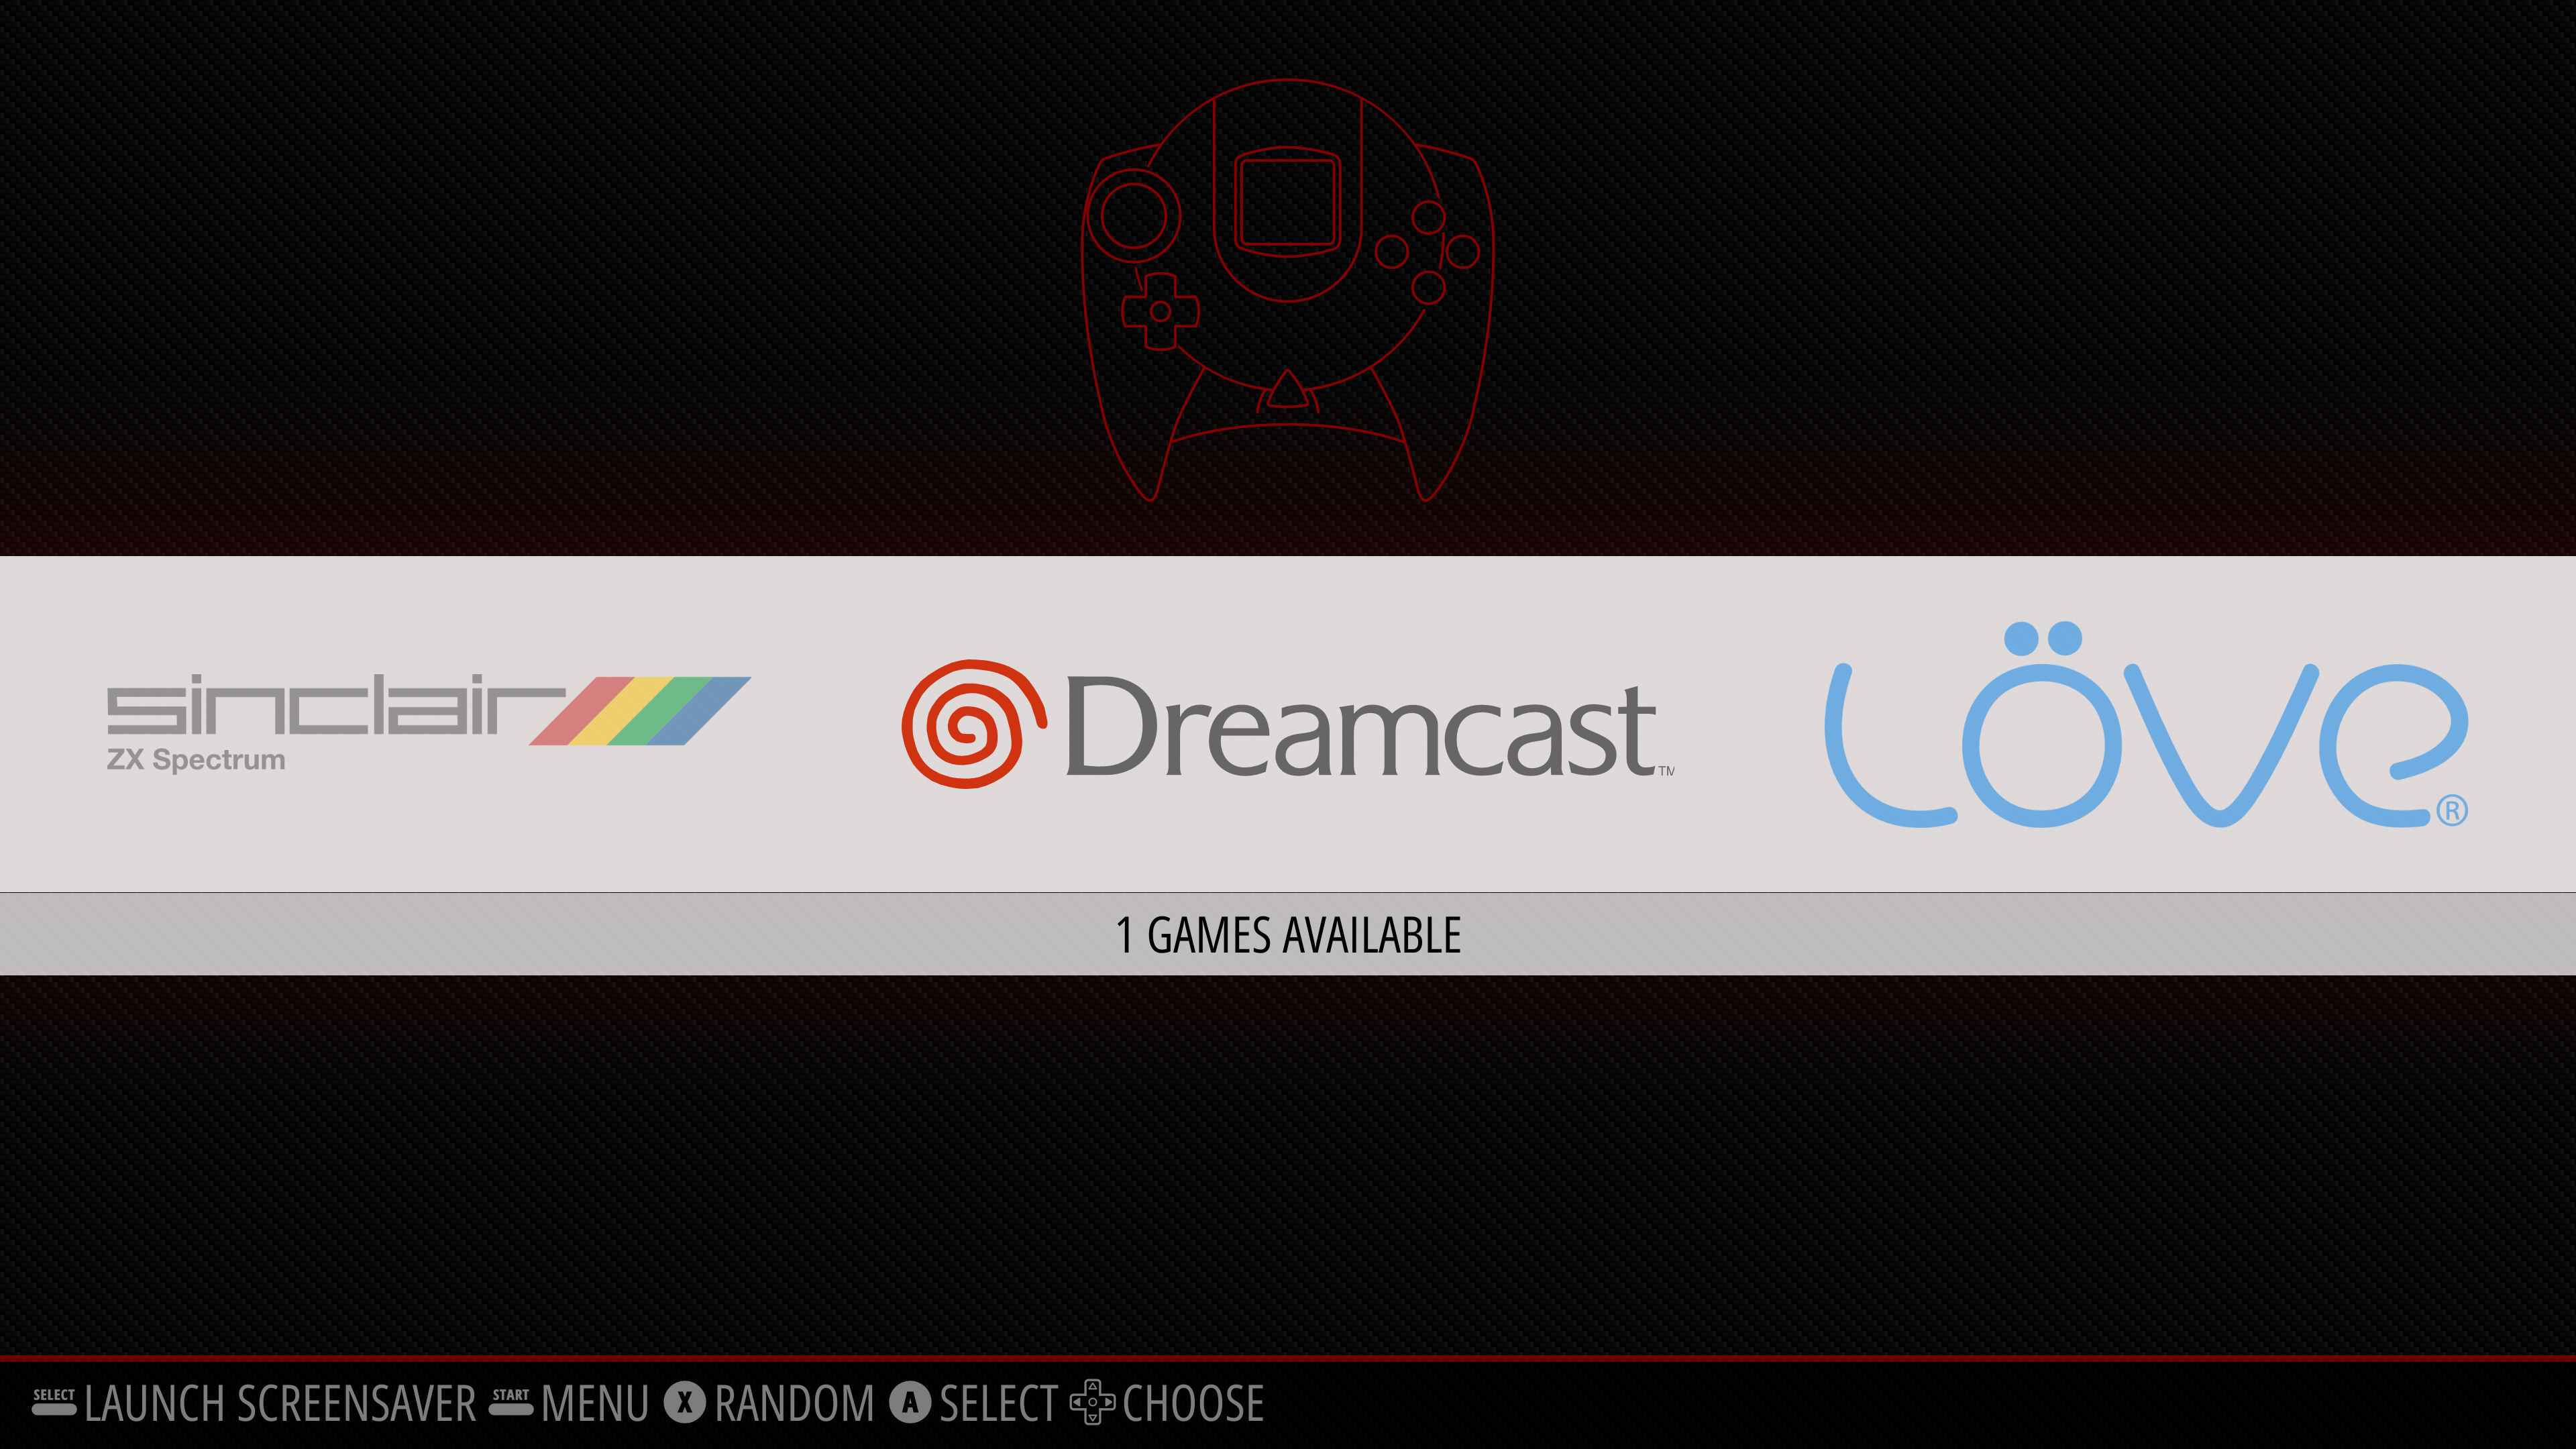 sinclair
ZX Spectrum
Dreamcast™
LÖVE®
1 GAMES AVAILABLE
SELECT LAUNCH SCREENSAVER START MENU X RANDOM A SELECT CHOOSE